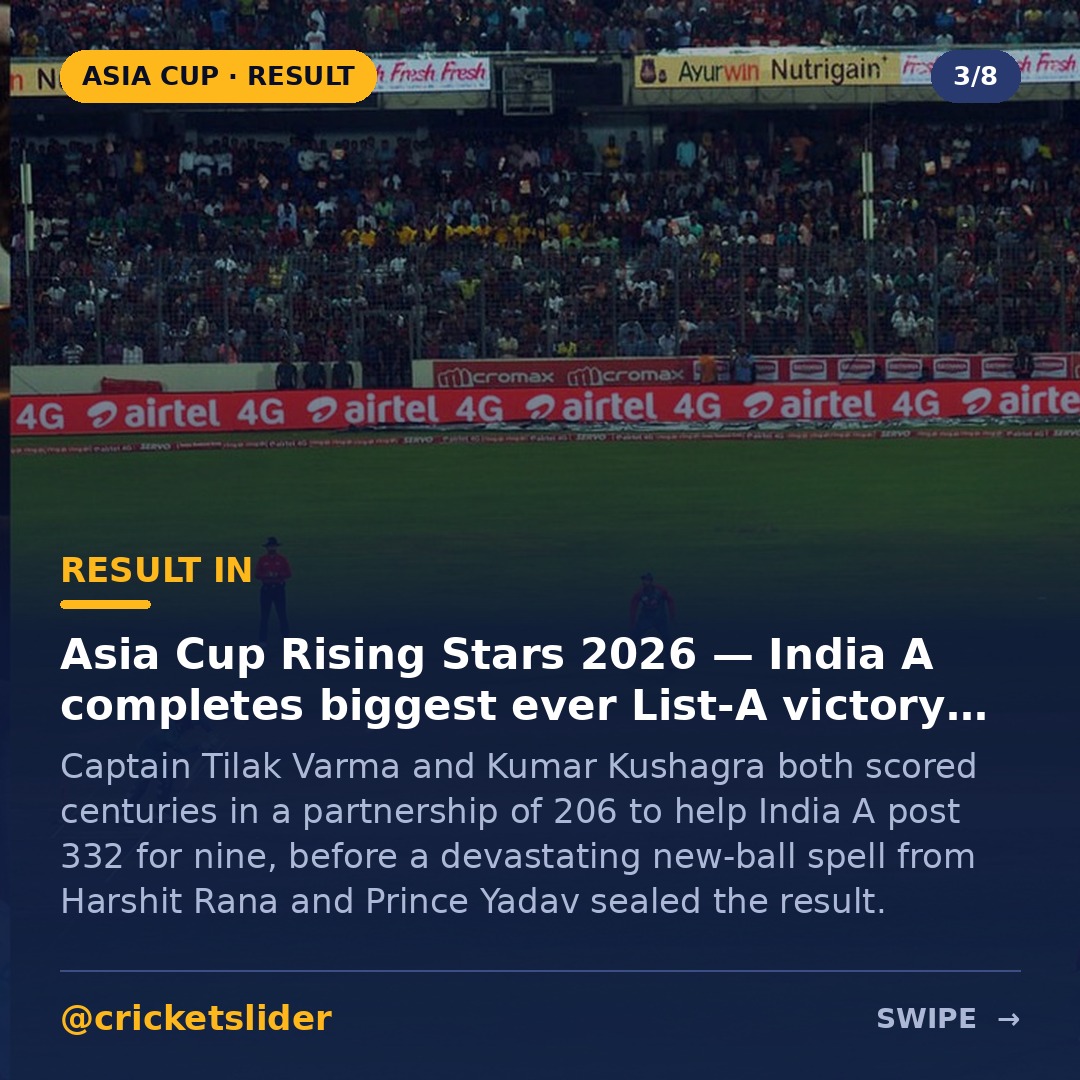 ASIA CUP · RESULT
Fresh Fresh
Ayurwin Nutrigain
3/8
micromax micromax
4G airtel 4G airtel 4G airtel 4G airtel 4G airte
SERVO
RESULT IN
Asia Cup Rising Stars 2026 — India A
completes biggest ever List-A victory…
Captain Tilak Varma and Kumar Kushagra both scored
centuries in a partnership of 206 to help India A post
332 for nine, before a devastating new-ball spell from
Harshit Rana and Prince Yadav sealed the result.
@cricketslider
SWIPE →